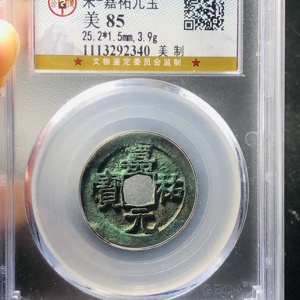 宋·嘉祐元宝
美 85
25.2*1.5mm,3.9g
1113292340 美制
★★★★★ 文物鉴定委员会监制 ★★★★★
嘉祐元寶